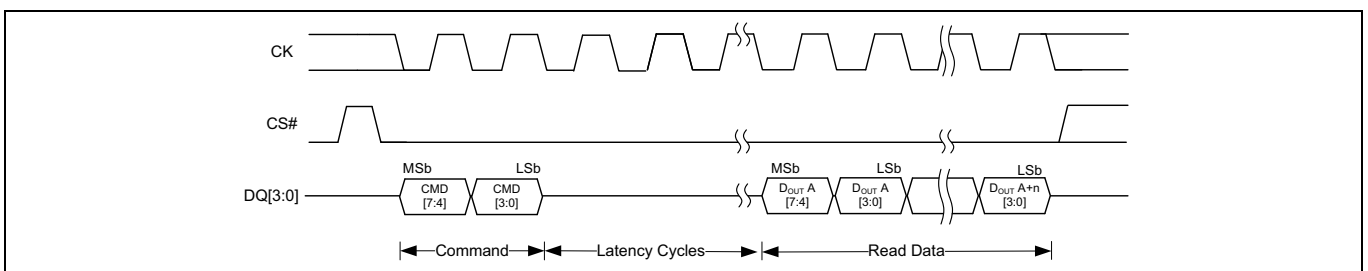 CK
CS#
MSb LSb MSb LSb LSb
DQ[3:0] CMD CMD DOUT A DOUT A DOUT A+n
[7:4] [3:0] [7:4] [3:0] [3:0]
Command Latency Cycles Read Data